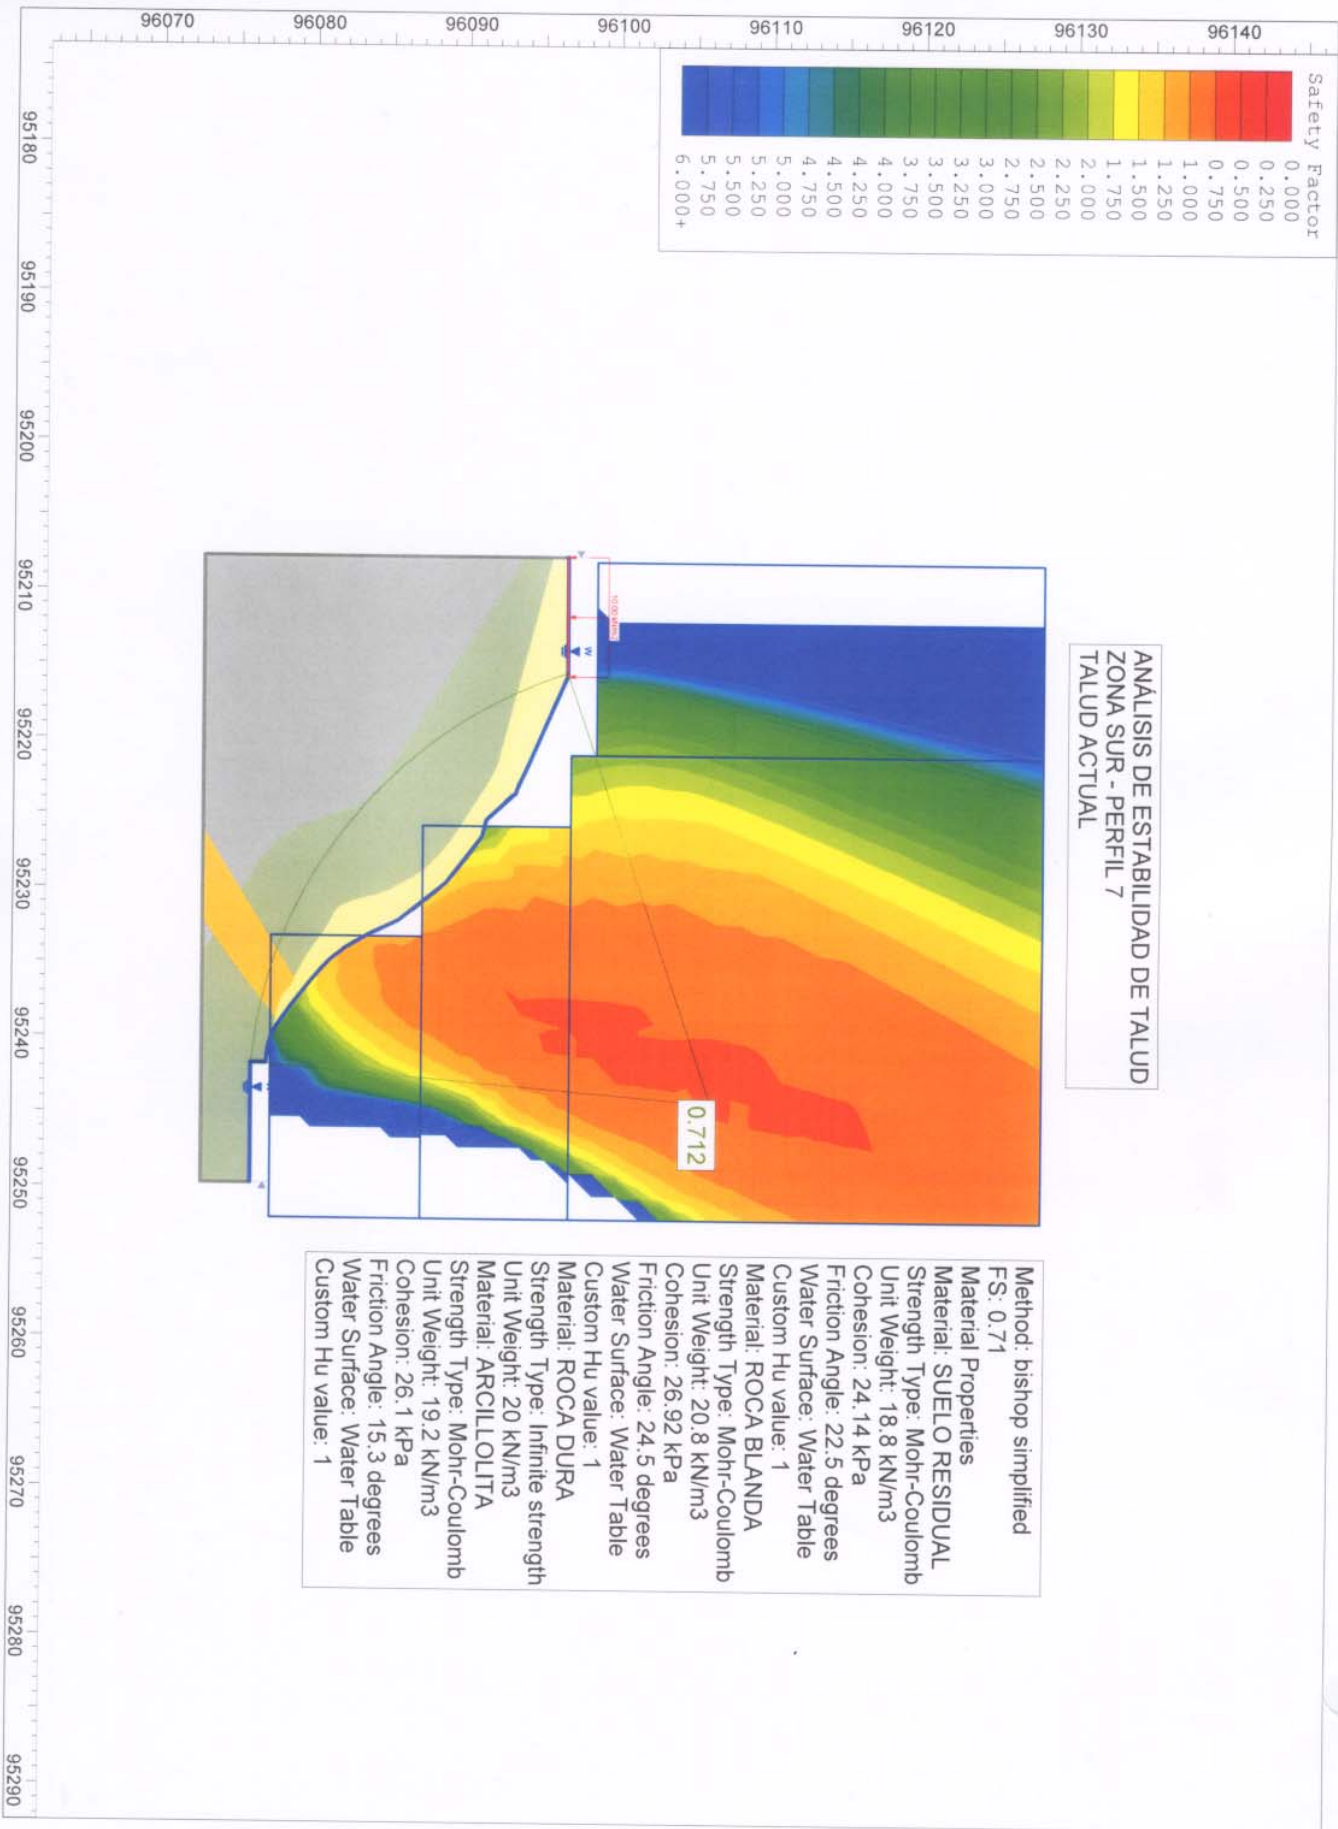 Safety Factor
0.000
0.250
0.500
0.750
1.000
1.250
1.500
1.750
2.000
2.250
2.500
2.750
3.000
3.250
3.500
3.750
4.000
4.250
4.500
4.750
5.000
5.250
5.500
5.750
6.000+
96140
96130
96120
96110
96100
96090
96080
96070
ANÁLISIS DE ESTABILIDAD DE TALUD
ZONA SUR - PERFIL 7
TALUD ACTUAL
0.712
10.00 kN/m2
W
Method: bishop simplified
FS: 0.71
Material Properties
Material: SUELO RESIDUAL
Strength Type: Mohr-Coulomb
Unit Weight: 18.8 kN/m3
Cohesion: 24.14 kPa
Friction Angle: 22.5 degrees
Water Surface: Water Table
Custom Hu value: 1
Material: ROCA BLANDA
Strength Type: Mohr-Coulomb
Unit Weight: 20.8 kN/m3
Cohesion: 26.92 kPa
Friction Angle: 24.5 degrees
Water Surface: Water Table
Custom Hu value: 1
Material: ROCA DURA
Strength Type: Infinite strength
Unit Weight: 20 kN/m3
Material: ARCILLOLITA
Strength Type: Mohr-Coulomb
Unit Weight: 19.2 kN/m3
Cohesion: 26.1 kPa
Friction Angle: 15.3 degrees
Water Surface: Water Table
Custom Hu value: 1
95180
95190
95200
95210
95220
95230
95240
95250
95260
95270
95280
95290